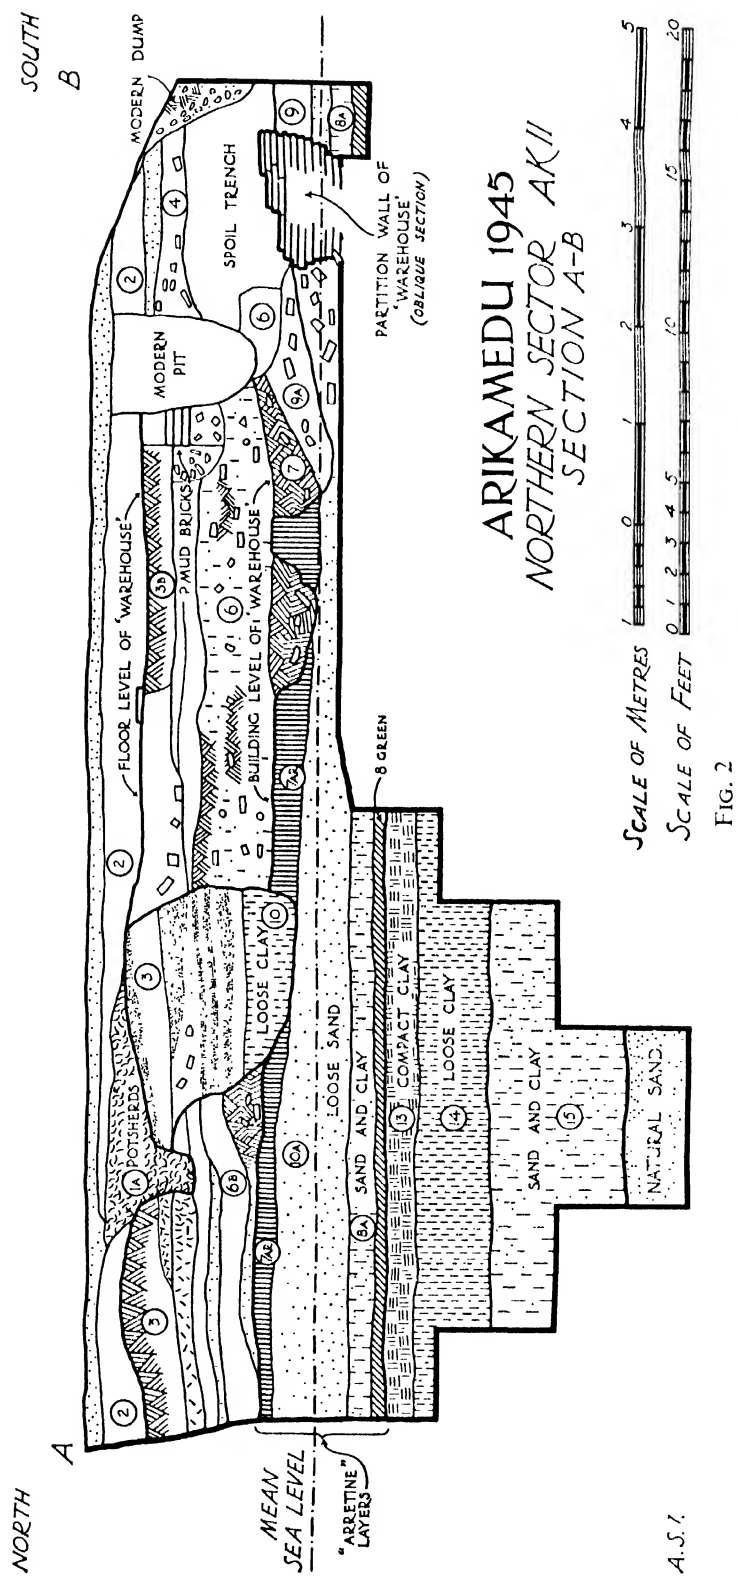 NORTH
SOUTH
A
B
MODERN DUMP
2
4
SPOIL TRENCH
9
8A
MODERN
PIT
6
9A
PARTITION WALL OF
'WAREHOUSE'
(OBLIQUE SECTION)
FLOOR LEVEL OF 'WAREHOUSE'
3B
? MUD BRICKS
6
7
BUILDING LEVEL OF 'WAREHOUSE'
7AR
2
3
LOOSE CLAY
10
8 GREEN
1A
POTSHERDS
3
2
6B
7AR
10A
LOOSE SAND
8A
SAND AND CLAY
13
COMPACT CLAY
14
LOOSE CLAY
SAND AND CLAY
15
NATURAL SAND
MEAN
SEA LEVEL
"ARRETINE"
LAYERS
ARIKAMEDU 1945
NORTHERN SECTOR AK II
SECTION A-B
SCALE OF METRES
1 0 1 2 3 4 5
SCALE OF FEET
0 1 2 3 4 5 10 15 20
A.S.I.
FIG. 2